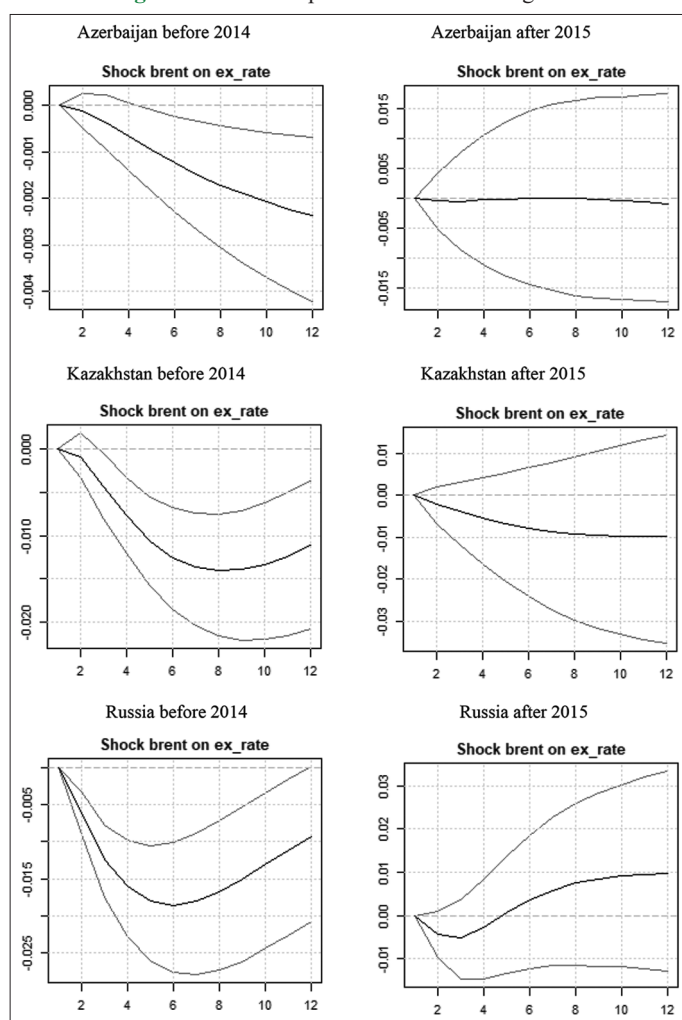 Azerbaijan before 2014
Azerbaijan after 2015
Shock brent on ex_rate
0.000
-0.001
-0.002
-0.003
-0.004
2 4 6 8 10 12
Shock brent on ex_rate
0.015
0.005
-0.005
-0.015
2 4 6 8 10 12
Kazakhstan before 2014
Kazakhstan after 2015
Shock brent on ex_rate
0.000
-0.010
-0.020
2 4 6 8 10 12
Shock brent on ex_rate
0.01
0.00
-0.01
-0.02
-0.03
2 4 6 8 10 12
Russia before 2014
Russia after 2015
Shock brent on ex_rate
-0.005
-0.015
-0.025
2 4 6 8 10 12
Shock brent on ex_rate
0.03
0.02
0.01
0.00
-0.01
2 4 6 8 10 12